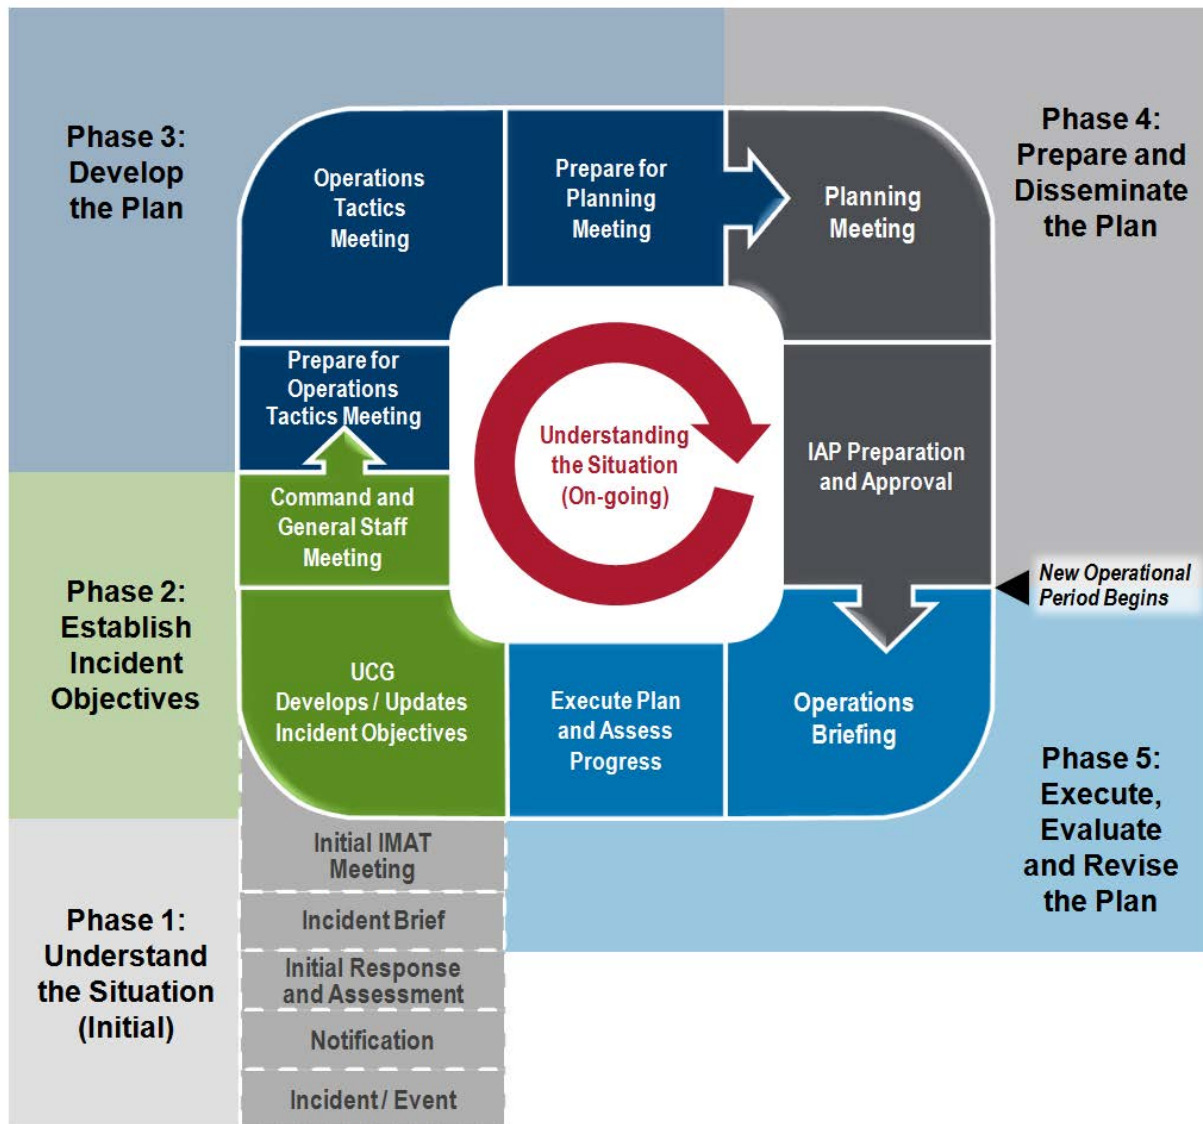 Phase 3:
Develop
the Plan
Operations
Tactics
Meeting
Prepare for
Planning
Meeting
Planning
Meeting
Phase 4:
Prepare and
Disseminate
the Plan
Prepare for
Operations
Tactics Meeting
Understanding
the Situation
(On-going)
IAP Preparation
and Approval
Command and
General Staff
Meeting
Phase 2:
Establish
Incident
Objectives
New Operational
Period Begins
UCG
Develops / Updates
Incident Objectives
Execute Plan
and Assess
Progress
Operations
Briefing
Phase 5:
Execute,
Evaluate
and Revise
the Plan
Phase 1:
Understand
the Situation
(Initial)
Initial IMAT
Meeting
Incident Brief
Initial Response
and Assessment
Notification
Incident / Event